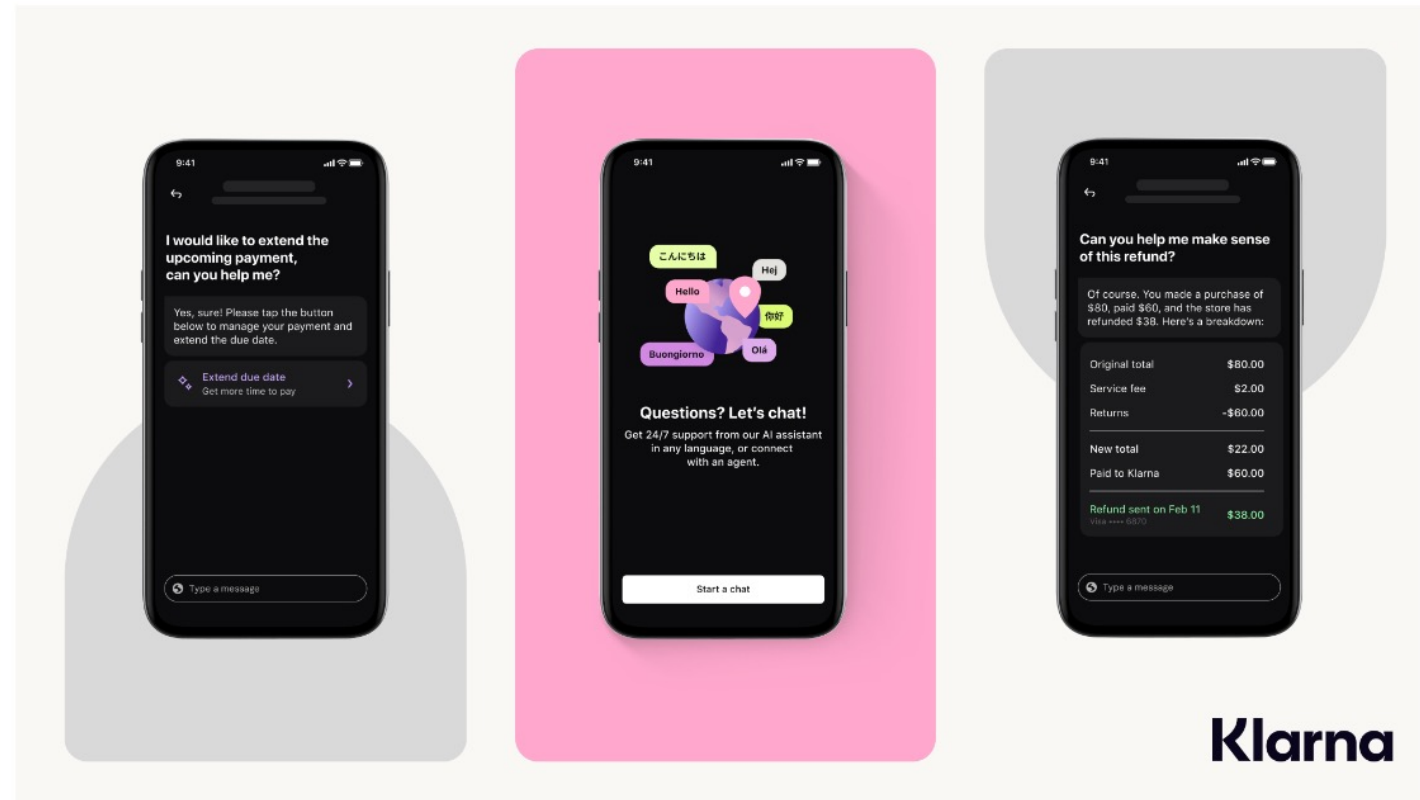 9:41
I would like to extend the
upcoming payment,
can you help me?
Yes, sure! Please tap the button
below to manage your payment and
extend the due date.
Extend due date
Get more time to pay
Type a message
9:41
こんにちは
Hej
Hello
你好
Buongiorno
Olá
Questions? Let's chat!
Get 24/7 support from our AI assistant
in any language, or connect
with an agent.
Start a chat
9:41
Can you help me make sense
of this refund?
Of course. You made a purchase of
$80, paid $60, and the store has
refunded $38. Here's a breakdown:
Original total $80.00
Service fee $2.00
Returns -$60.00
New total $22.00
Paid to Klarna $60.00
Refund sent on Feb 11 $38.00
Visa •••• 6870
Type a message
Klarna